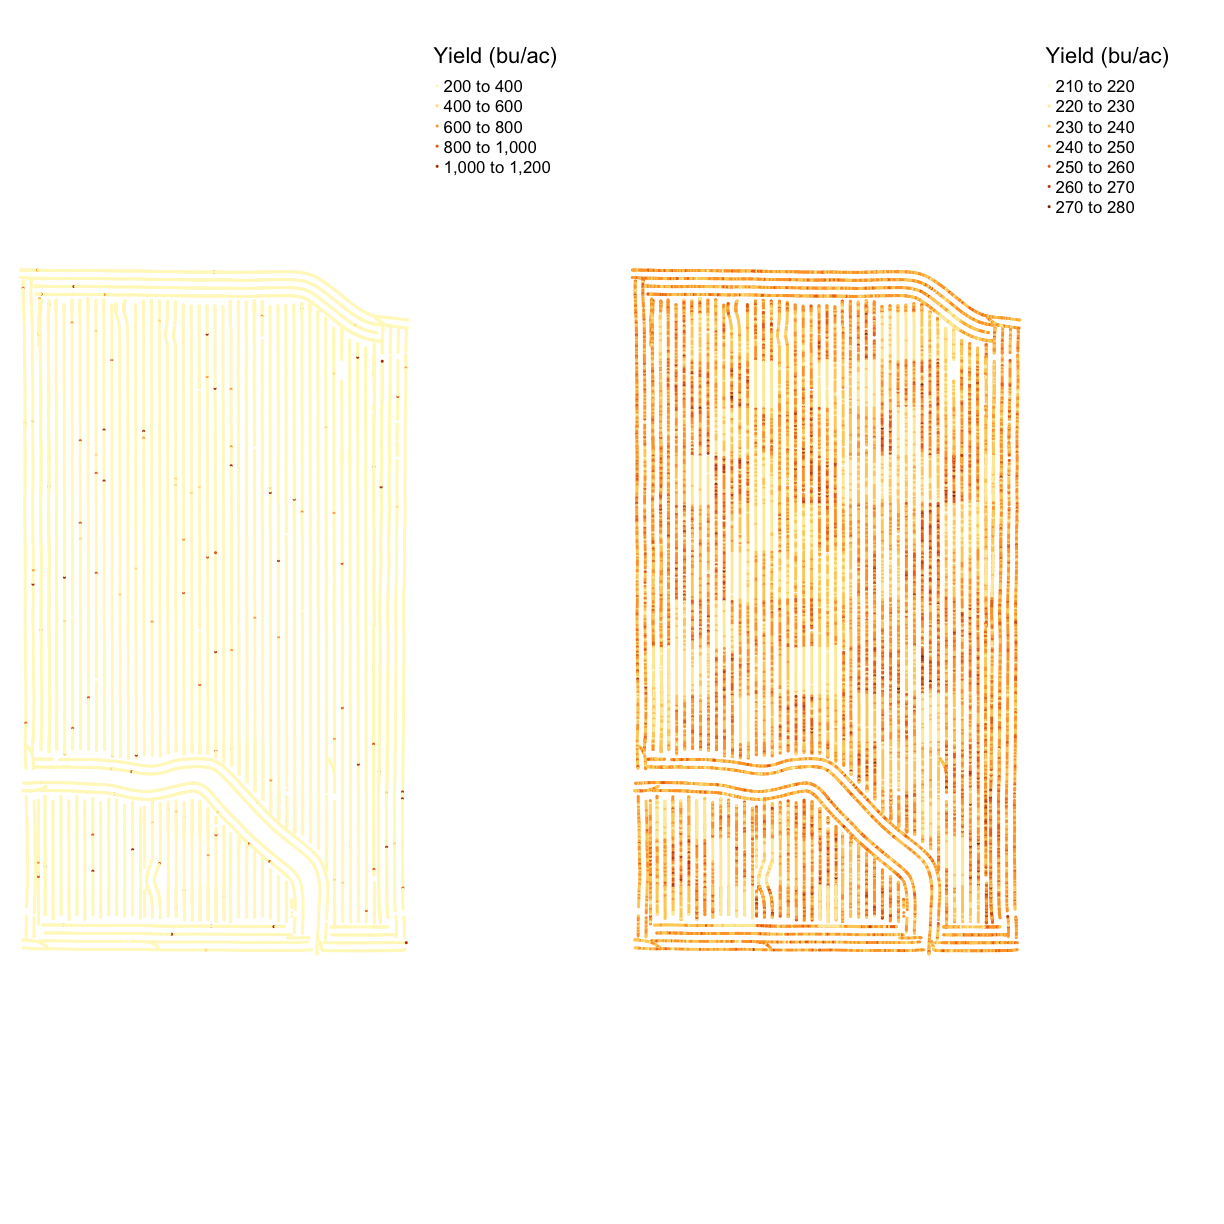 Yield (bu/ac)
200 to 400
400 to 600
600 to 800
800 to 1,000
1,000 to 1,200
Yield (bu/ac)
210 to 220
220 to 230
230 to 240
240 to 250
250 to 260
260 to 270
270 to 280